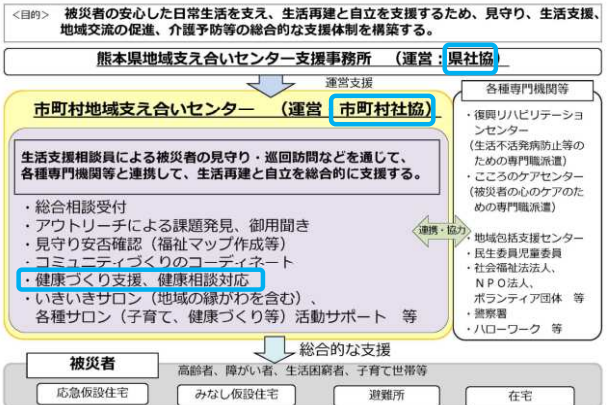 <目的> 被災者の安心した日常生活を支え、生活再建と自立を支援するため、見守り、生活支援、
地域交流の促進、介護予防等の総合的な支援体制を構築する。
熊本県地域支え合いセンター支援事務所 （運営：県社協）
運営支援
市町村地域支え合いセンター （運営 市町村社協）
生活支援相談員による被災者の見守り・巡回訪問などを通じて、
各種専門機関等と連携して、生活再建と自立を総合的に支援する。
・総合相談受付
・アウトリーチによる課題発見、御用聞き
・見守り安否確認（福祉マップ作成等）
・コミュニティづくりのコーディネート
・健康づくり支援、健康相談対応
・いきいきサロン（地域の縁がわを含む）、
各種サロン（子育て、健康づくり等）活動サポート 等
連携・協力
各種専門機関等
・復興リハビリテーショ
ンセンター
（生活不活発病防止等の
ための専門職派遣）
・こころのケアセンター
（被災者の心のケアのた
めの専門職派遣）
・地域包括支援センター
・民生委員児童委員
・社会福祉法法人、
ＮＰＯ法人、
ボランティア団体 等
・警察署
・ハローワーク 等
総合的な支援
被災者
高齢者、障がい者、生活困窮者、子育て世帯等
応急仮設住宅
みなし仮設住宅
避難所
在宅